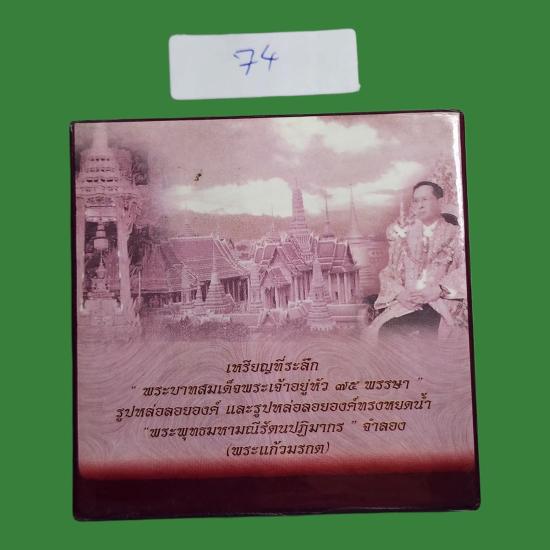 74
เหรียญที่ระลึก
" พระบาทสมเด็จพระเจ้าอยู่หัว ๗๕ พรรษา "
รูปหล่อลอยองค์ และรูปหล่อลอยองค์ทรงหยดน้ำ
"พระพุทธมหามณีรัตนปฏิมากร " จำลอง
(พระแก้วมรกต)